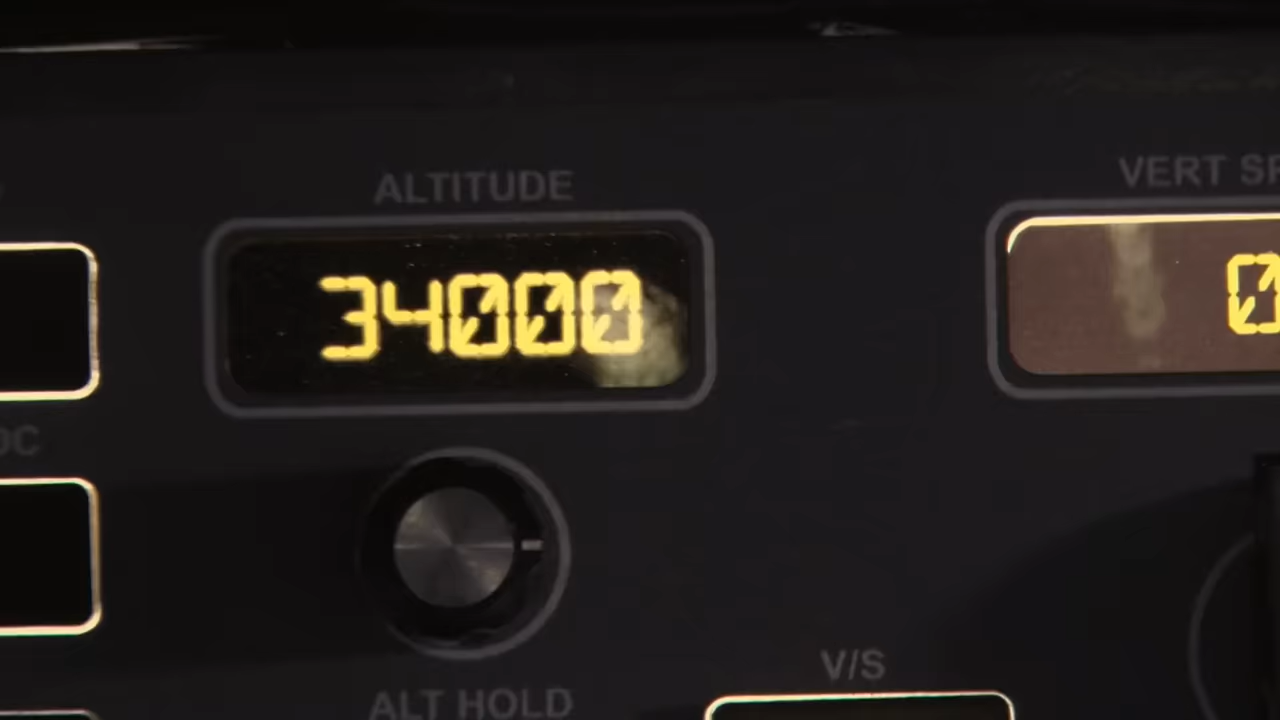 ALTITUDE
VERT SP
34000
0
OC
V/S
ALT HOLD